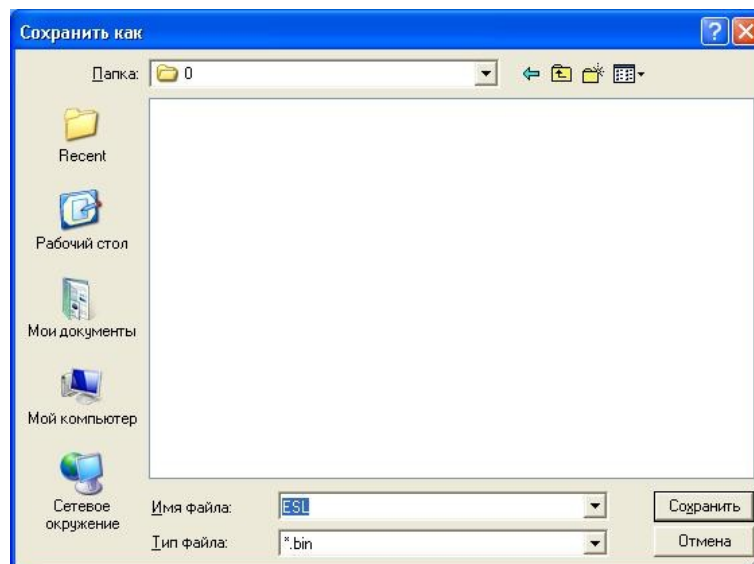 Сохранить как
Папка:
0
Recent
Рабочий стол
Мои документы
Мой компьютер
Сетевое
окружение
Имя файла:
ESL
Сохранить
Тип файла:
*.bin
Отмена